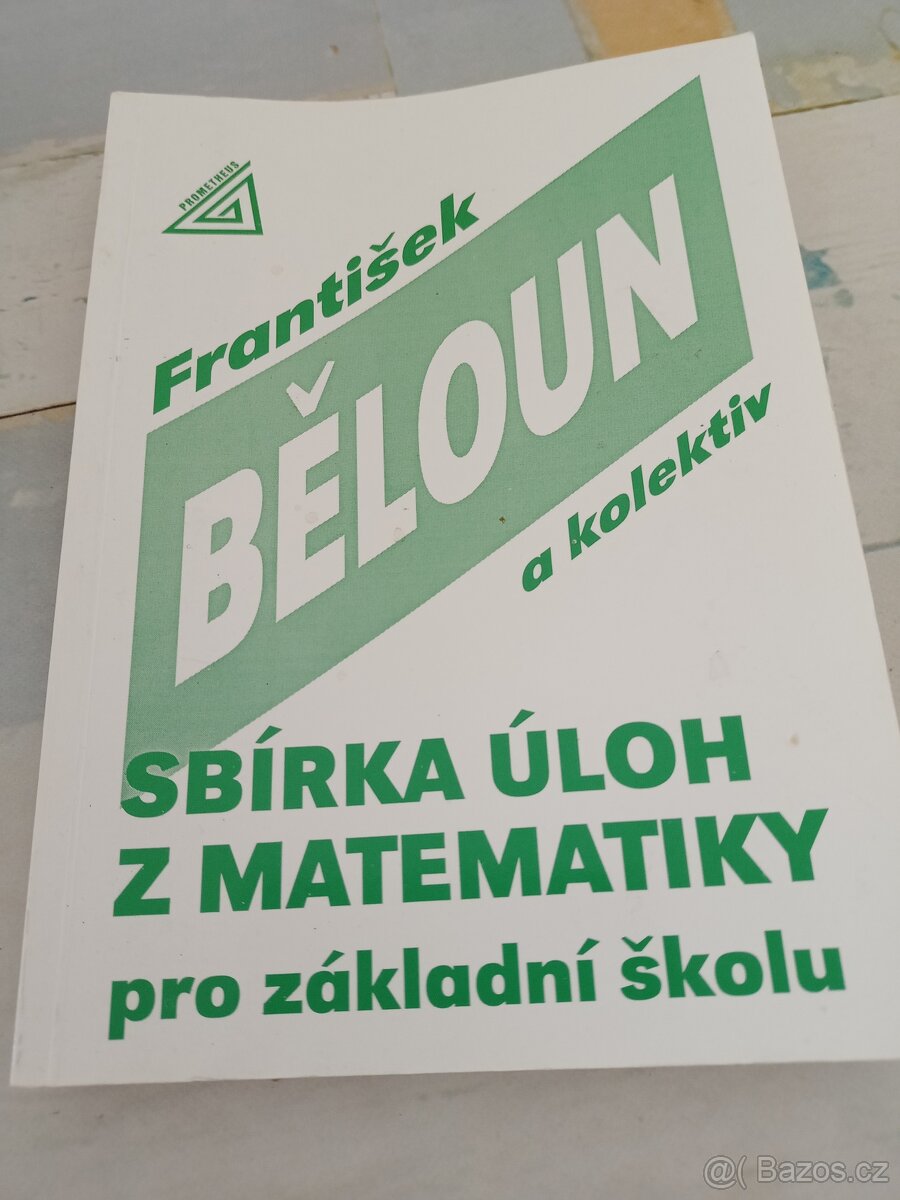 PROMETHEUS
František
BĚLOUN
a kolektiv
SBÍRKA ÚLOH
Z MATEMATIKY
pro základní školu
@( Bazos.cz